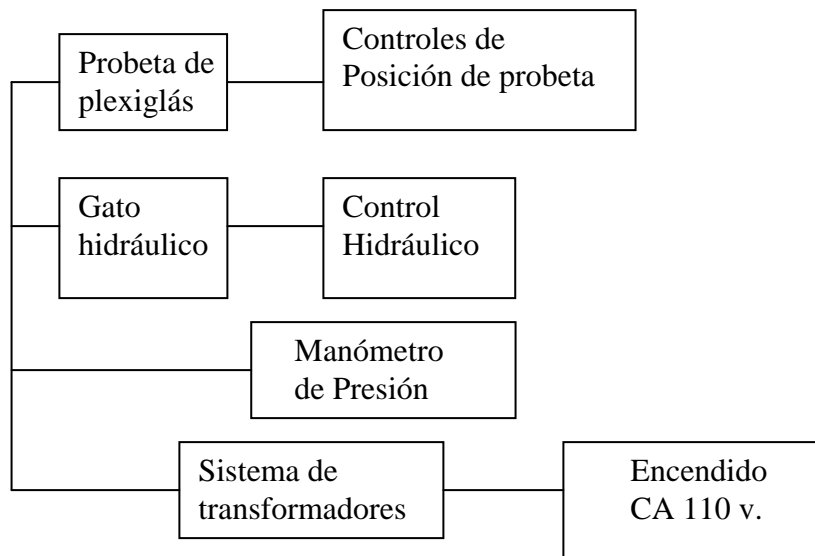 Probeta de
plexiglás
Controles de
Posición de probeta
Gato
hidráulico
Control
Hidráulico
Manómetro
de Presión
Sistema de
transformadores
Encendido
CA 110 v.